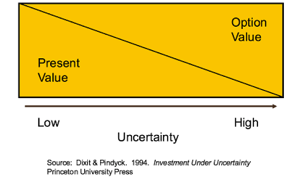 Option
Value
Present
Value
Low
High
Uncertainty
Source: Dixit & Pindyck. 1994. Investment Under Uncertainty
Princeton University Press